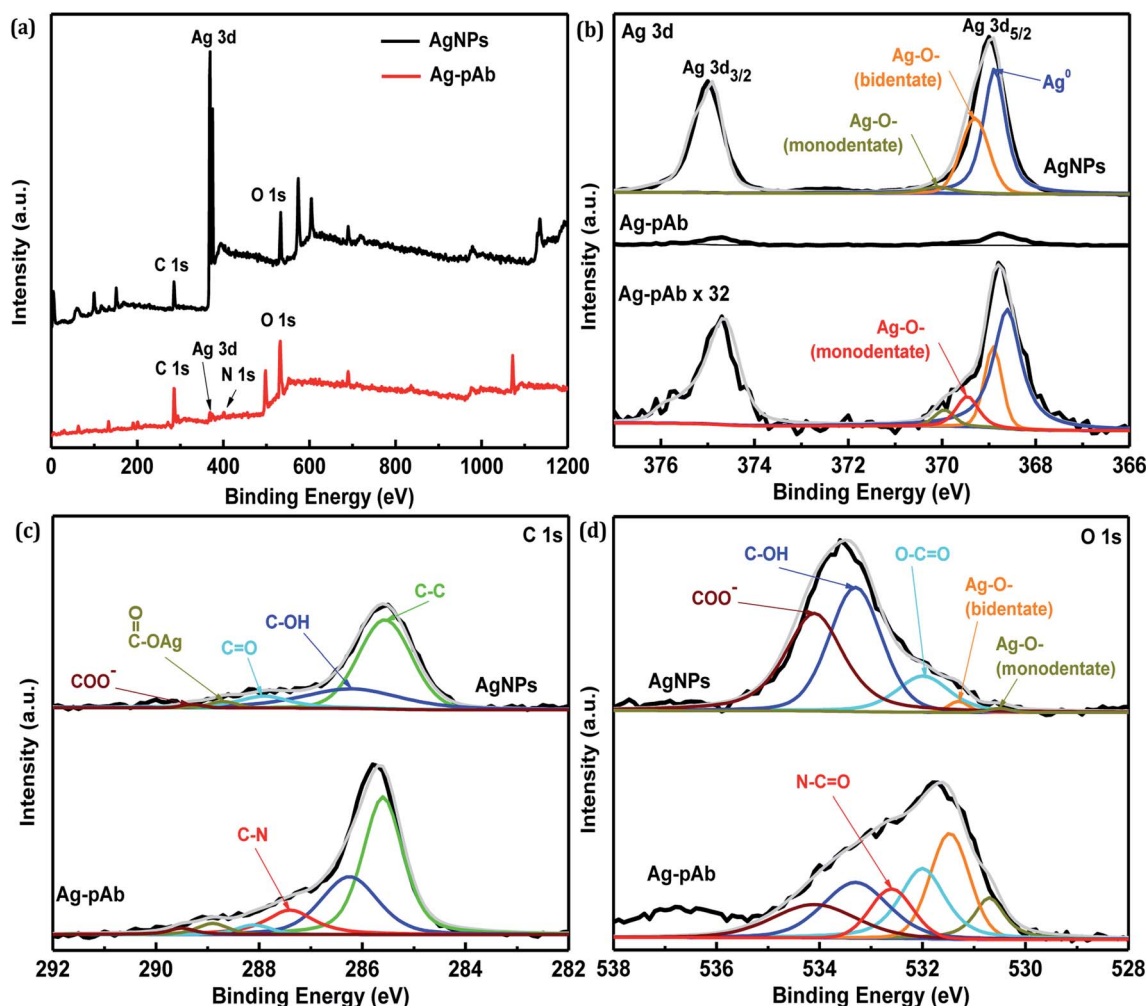 (a)
Ag 3d
AgNPs
Ag-pAb
O 1s
C 1s
O 1s
Ag 3d
C 1s
N 1s
Intensity (a.u.)
0 200 400 600 800 1000 1200
Binding Energy (eV)
(b)
Ag 3d
Ag 3d5/2
Ag 3d3/2
Ag-O-
(bidentate)
Ag0
Ag-O-
(monodentate)
AgNPs
Ag-pAb
Ag-pAb x 32
Ag-O-
(monodentate)
Intensity (a.u.)
376 374 372 370 368 366
Binding Energy (eV)
(c)
C 1s
C-C
O
C-OAg
C-OH
C=O
COO-
AgNPs
C-N
Ag-pAb
Intensity (a.u.)
292 290 288 286 284 282
Binding Energy (eV)
(d)
O 1s
C-OH
O-C=O
COO-
Ag-O-
(bidentate)
Ag-O-
(monodentate)
AgNPs
N-C=O
Ag-pAb
Intensity (a.u.)
538 536 534 532 530 528
Binding Energy (eV)